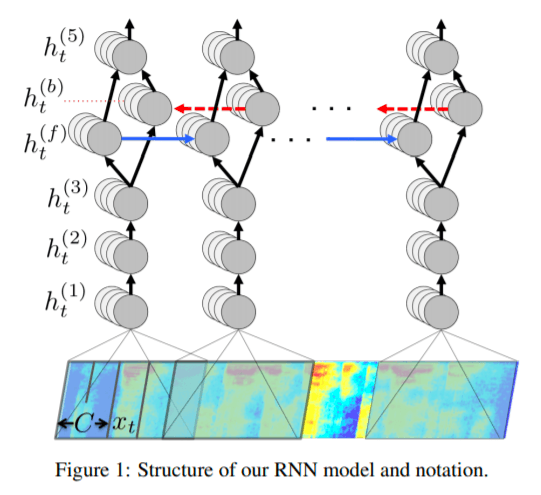 h_t^{(5)}
h_t^{(b)}
h_t^{(f)}
h_t^{(3)}
h_t^{(2)}
h_t^{(1)}
C x_t
Figure 1: Structure of our RNN model and notation.